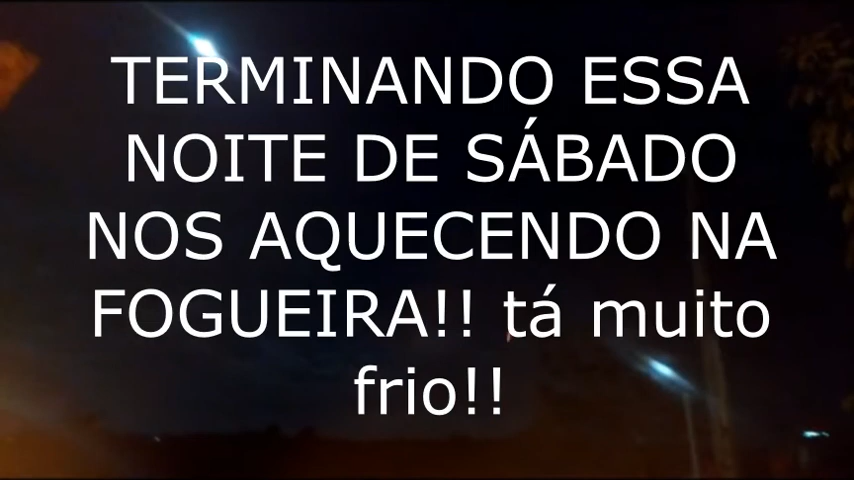 TERMINANDO ESSA
NOITE DE SÁBADO
NOS AQUECENDO NA
FOGUEIRA!! tá muito
frio!!